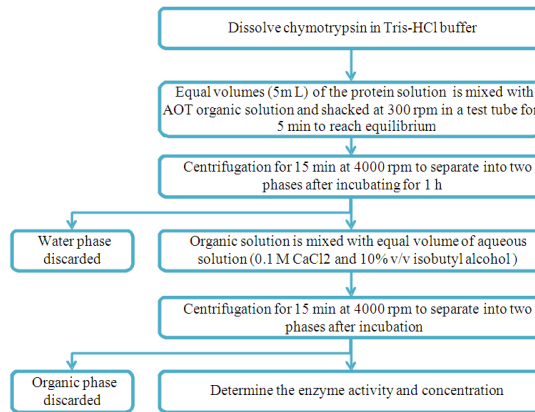 Dissolve chymotrypsin in Tris-HCl buffer
Equal volumes (5m L) of the protein solution is mixed with
AOT organic solution and shacked at 300 rpm in a test tube for
5 min to reach equilibrium
Centrifugation for 15 min at 4000 rpm to separate into two
phases after incubating for 1 h
Water phase
discarded
Organic solution is mixed with equal volume of aqueous
solution (0.1 M CaCl2 and 10% v/v isobutyl alcohol )
Centrifugation for 15 min at 4000 rpm to separate into two
phases after incubation
Organic phase
discarded
Determine the enzyme activity and concentration